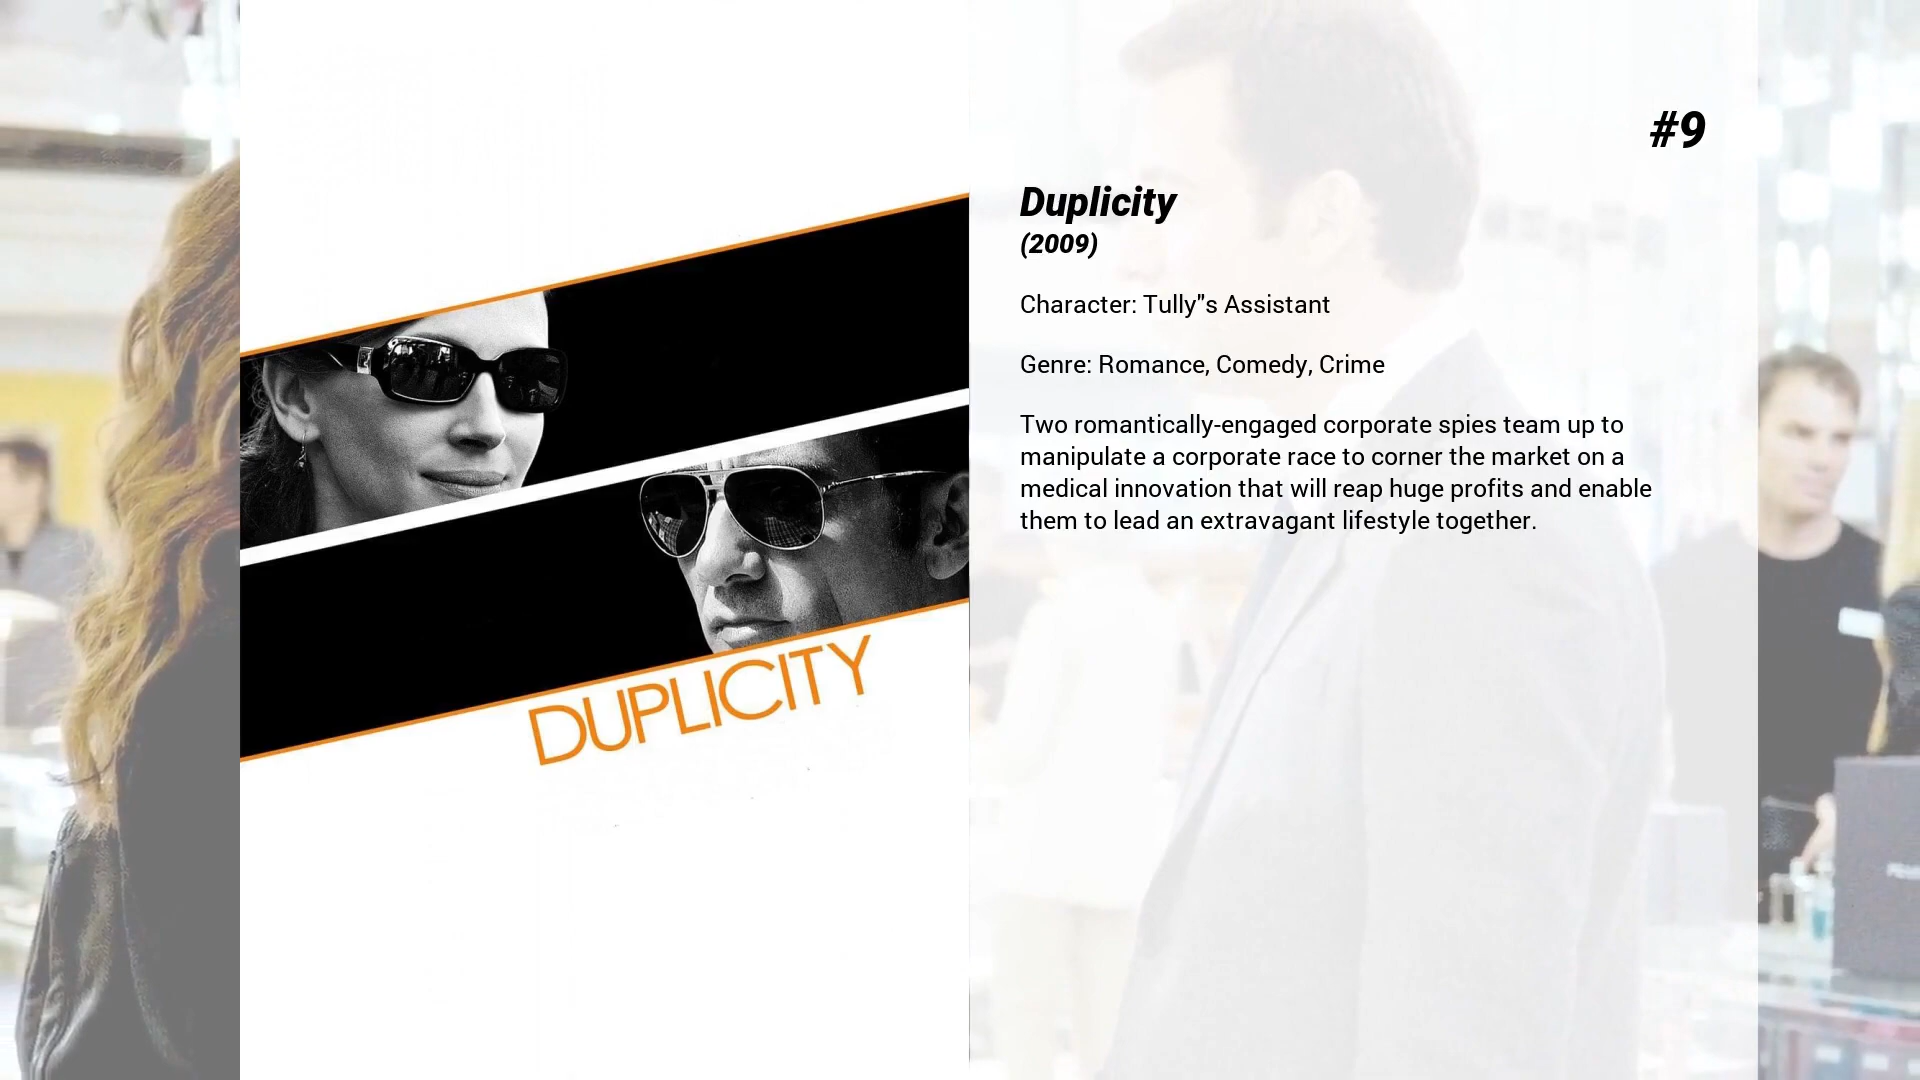 #9
Duplicity
(2009)
Character: Tully"s Assistant
Genre: Romance, Comedy, Crime
Two romantically-engaged corporate spies team up to
manipulate a corporate race to corner the market on a
medical innovation that will reap huge profits and enable
them to lead an extravagant lifestyle together.
DUPLICITY